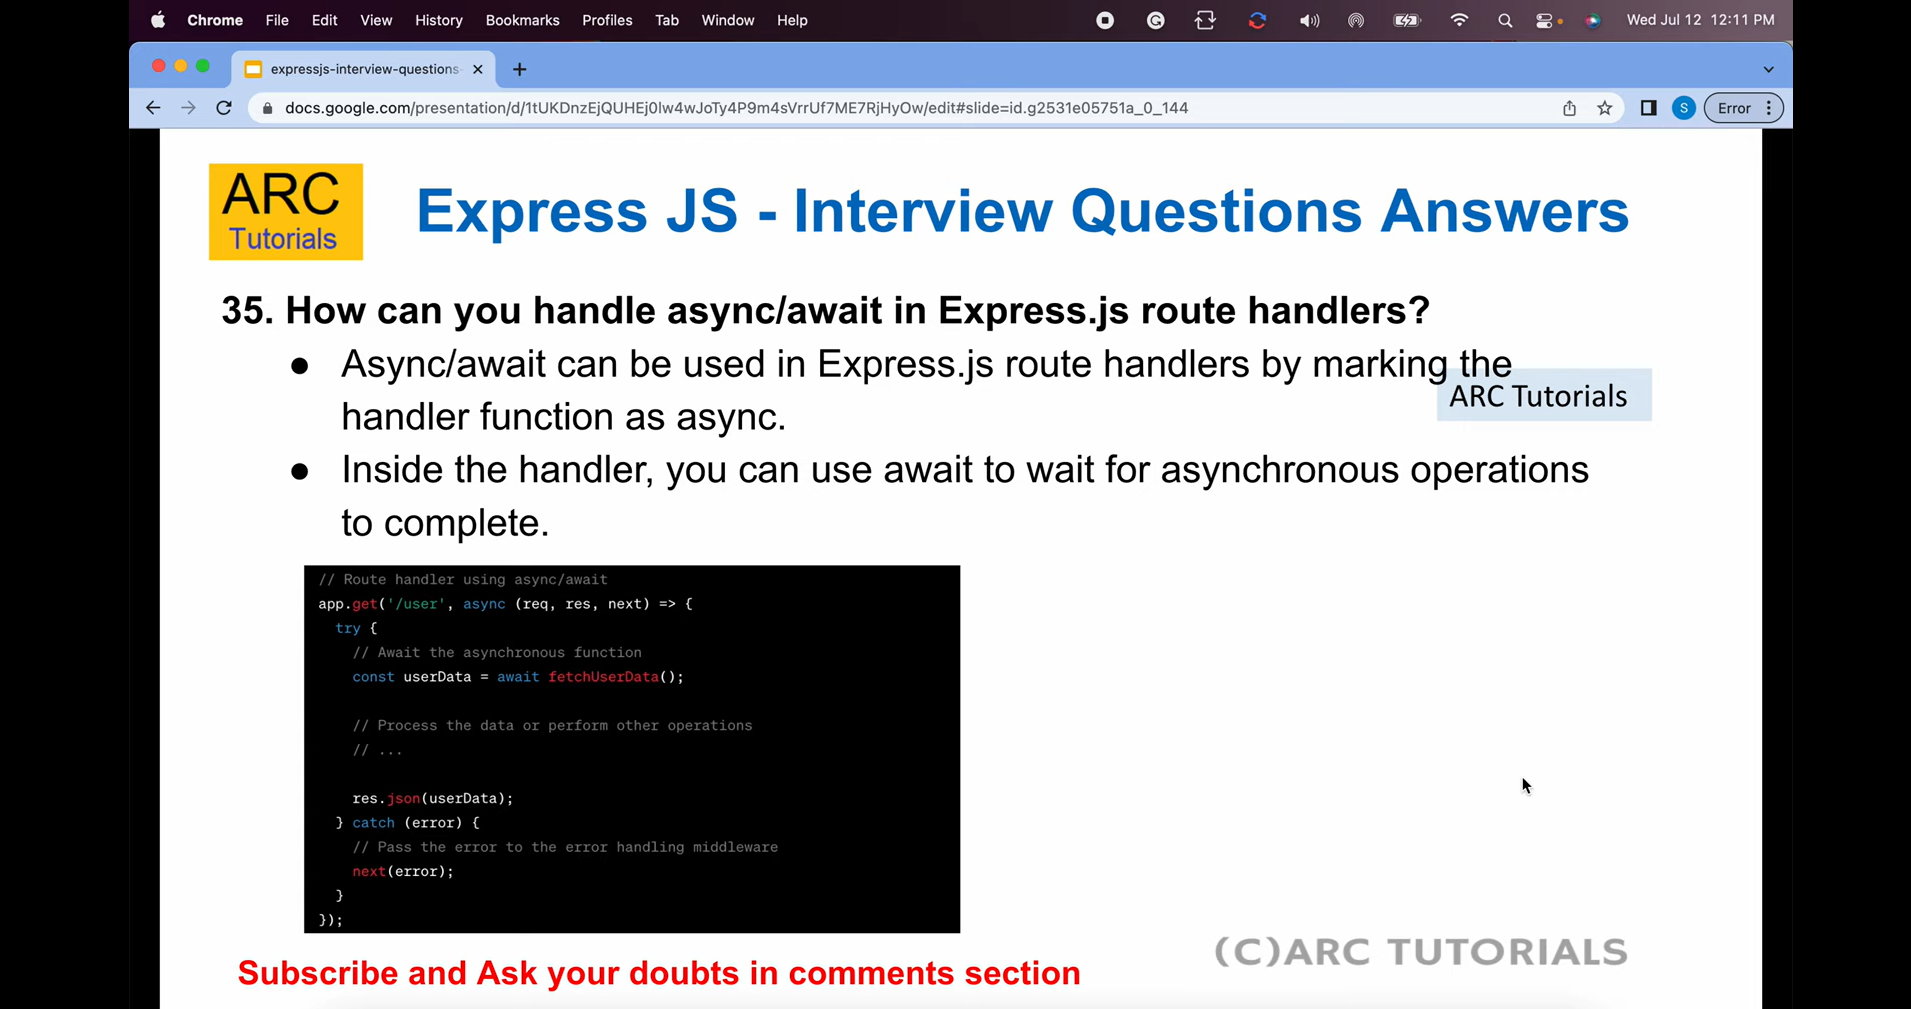 Chrome File Edit View History Bookmarks Profiles Tab Window Help Wed Jul 12 12:11 PM
expressjs-interview-questions-
docs.google.com/presentation/d/1tUKDnzEjQUHEj0lw4wJoTy4P9m4sVrrUf7ME7RjHyOw/edit#slide=id.g2531e05751a_0_144 S Error
ARC
Tutorials
Express JS - Interview Questions Answers
35. How can you handle async/await in Express.js route handlers?
● Async/await can be used in Express.js route handlers by marking the
handler function as async.
ARC Tutorials
● Inside the handler, you can use await to wait for asynchronous operations
to complete.
// Route handler using async/await
app.get('/user', async (req, res, next) => {
try {
// Await the asynchronous function
const userData = await fetchUserData();
// Process the data or perform other operations
// ...
res.json(userData);
} catch (error) {
// Pass the error to the error handling middleware
next(error);
}
});
(C)ARC TUTORIALS
Subscribe and Ask your doubts in comments section